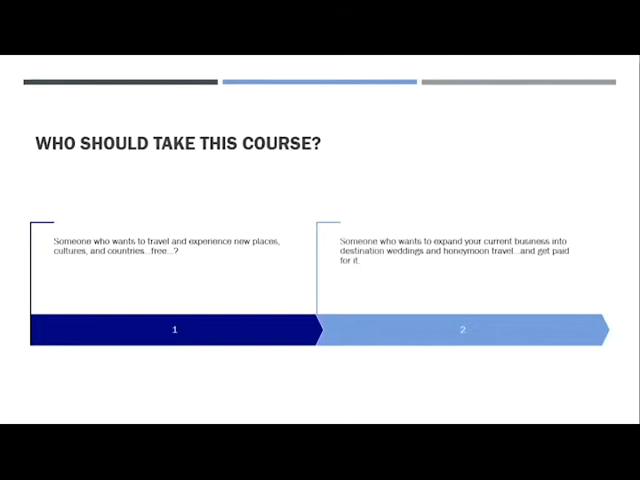 WHO SHOULD TAKE THIS COURSE?
Someone who wants to travel and experience new places,
cultures, and countries...free...?
Someone who wants to expand your current business into
destination weddings and honeymoon travel...and get paid
for it.
1
2